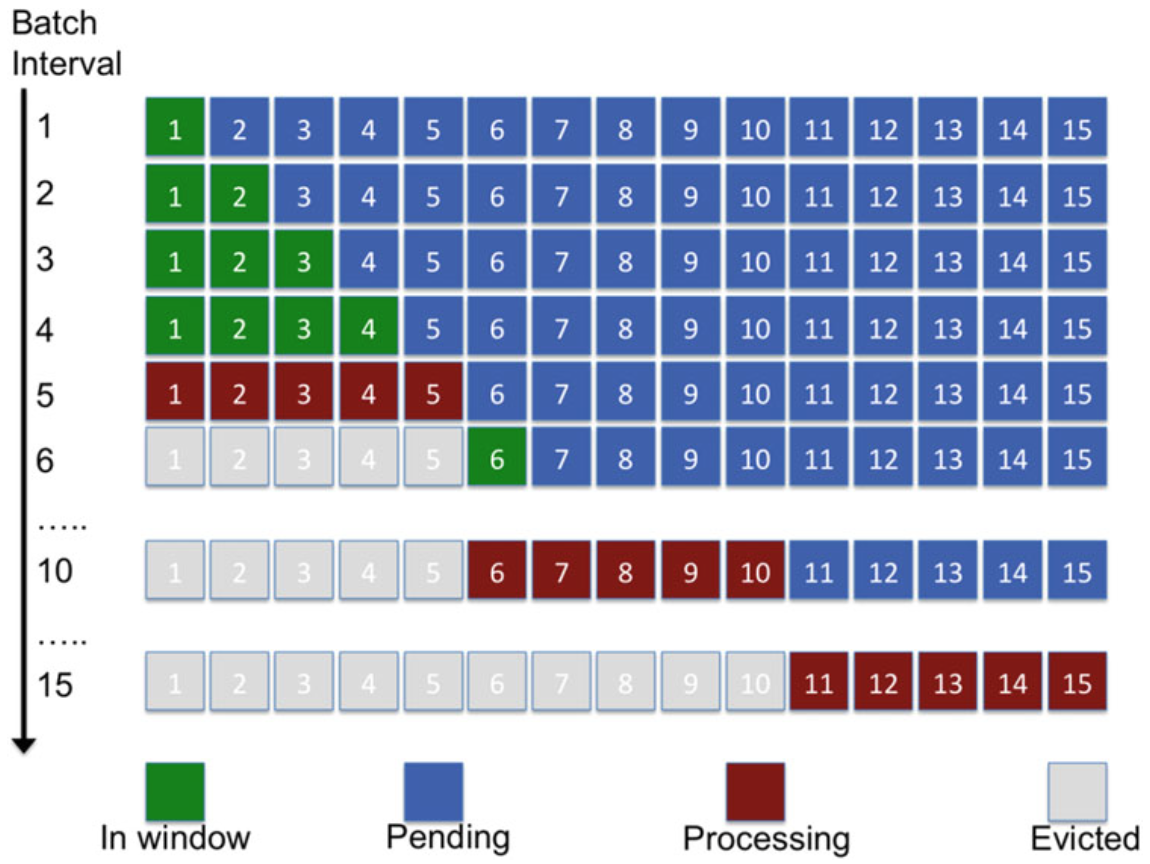 Batch
Interval
1 1 2 3 4 5 6 7 8 9 10 11 12 13 14 15
2 1 2 3 4 5 6 7 8 9 10 11 12 13 14 15
3 1 2 3 4 5 6 7 8 9 10 11 12 13 14 15
4 1 2 3 4 5 6 7 8 9 10 11 12 13 14 15
5 1 2 3 4 5 6 7 8 9 10 11 12 13 14 15
6 1 2 3 4 5 6 7 8 9 10 11 12 13 14 15
.....
10 1 2 3 4 5 6 7 8 9 10 11 12 13 14 15
.....
15 1 2 3 4 5 6 7 8 9 10 11 12 13 14 15
In window Pending Processing Evicted